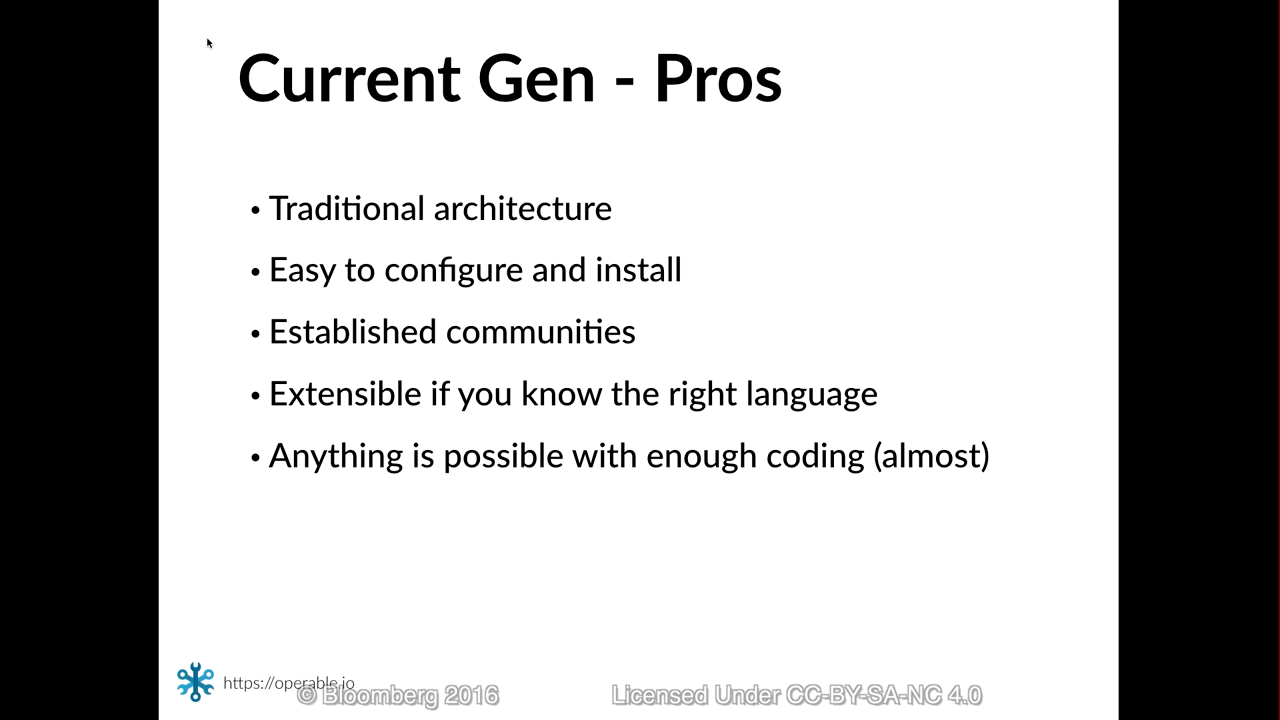 Current Gen - Pros
• Traditional architecture
• Easy to configure and install
• Established communities
• Extensible if you know the right language
• Anything is possible with enough coding (almost)
https://operable.io
© Bloomberg 2016 Licensed Under CC-BY-SA-NC 4.0